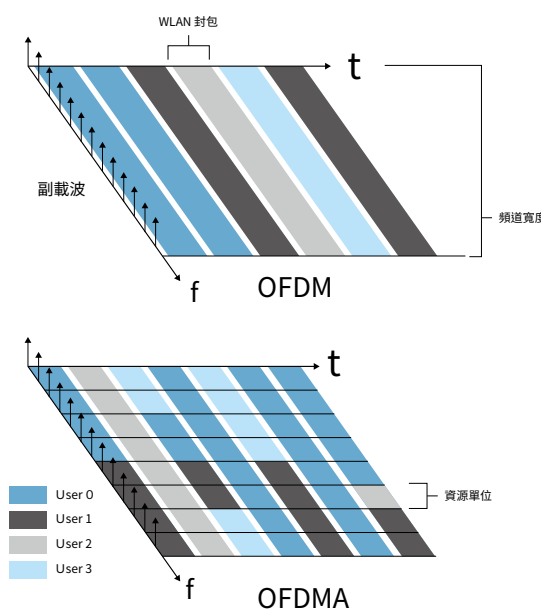 WLAN 封包
t
副載波
頻道寬度
f
OFDM
t
資源單位
User 0
User 1
User 2
User 3
f
OFDMA